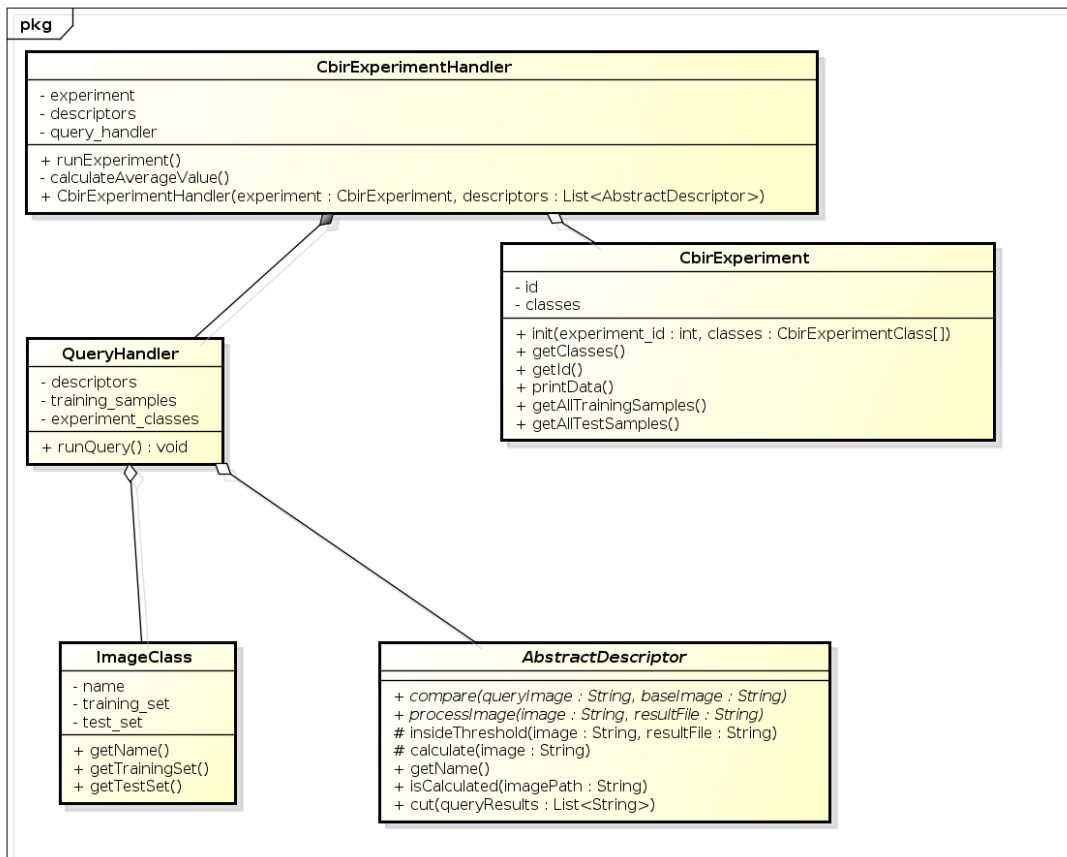 pkg
CbirExperimentHandler
- experiment
- descriptors
- query_handler
+ runExperiment()
- calculateAverageValue()
+ CbirExperimentHandler(experiment : CbirExperiment, descriptors : List<AbstractDescriptor>)
CbirExperiment
- id
- classes
+ init(experiment_id : int, classes : CbirExperimentClass[])
+ getClasses()
+ getId()
+ printData()
+ getAllTrainingSamples()
+ getAllTestSamples()
QueryHandler
- descriptors
- training_samples
- experiment_classes
+ runQuery() : void
ImageClass
- name
- training_set
- test_set
+ getName()
+ getTrainingSet()
+ getTestSet()
AbstractDescriptor
+ compare(queryImage : String, baseImage : String)
+ processImage(image : String, resultFile : String)
# insideThreshold(image : String, resultFile : String)
# calculate(image : String)
+ getName()
+ isCalculated(imagePath : String)
+ cut(queryResults : List<String>)